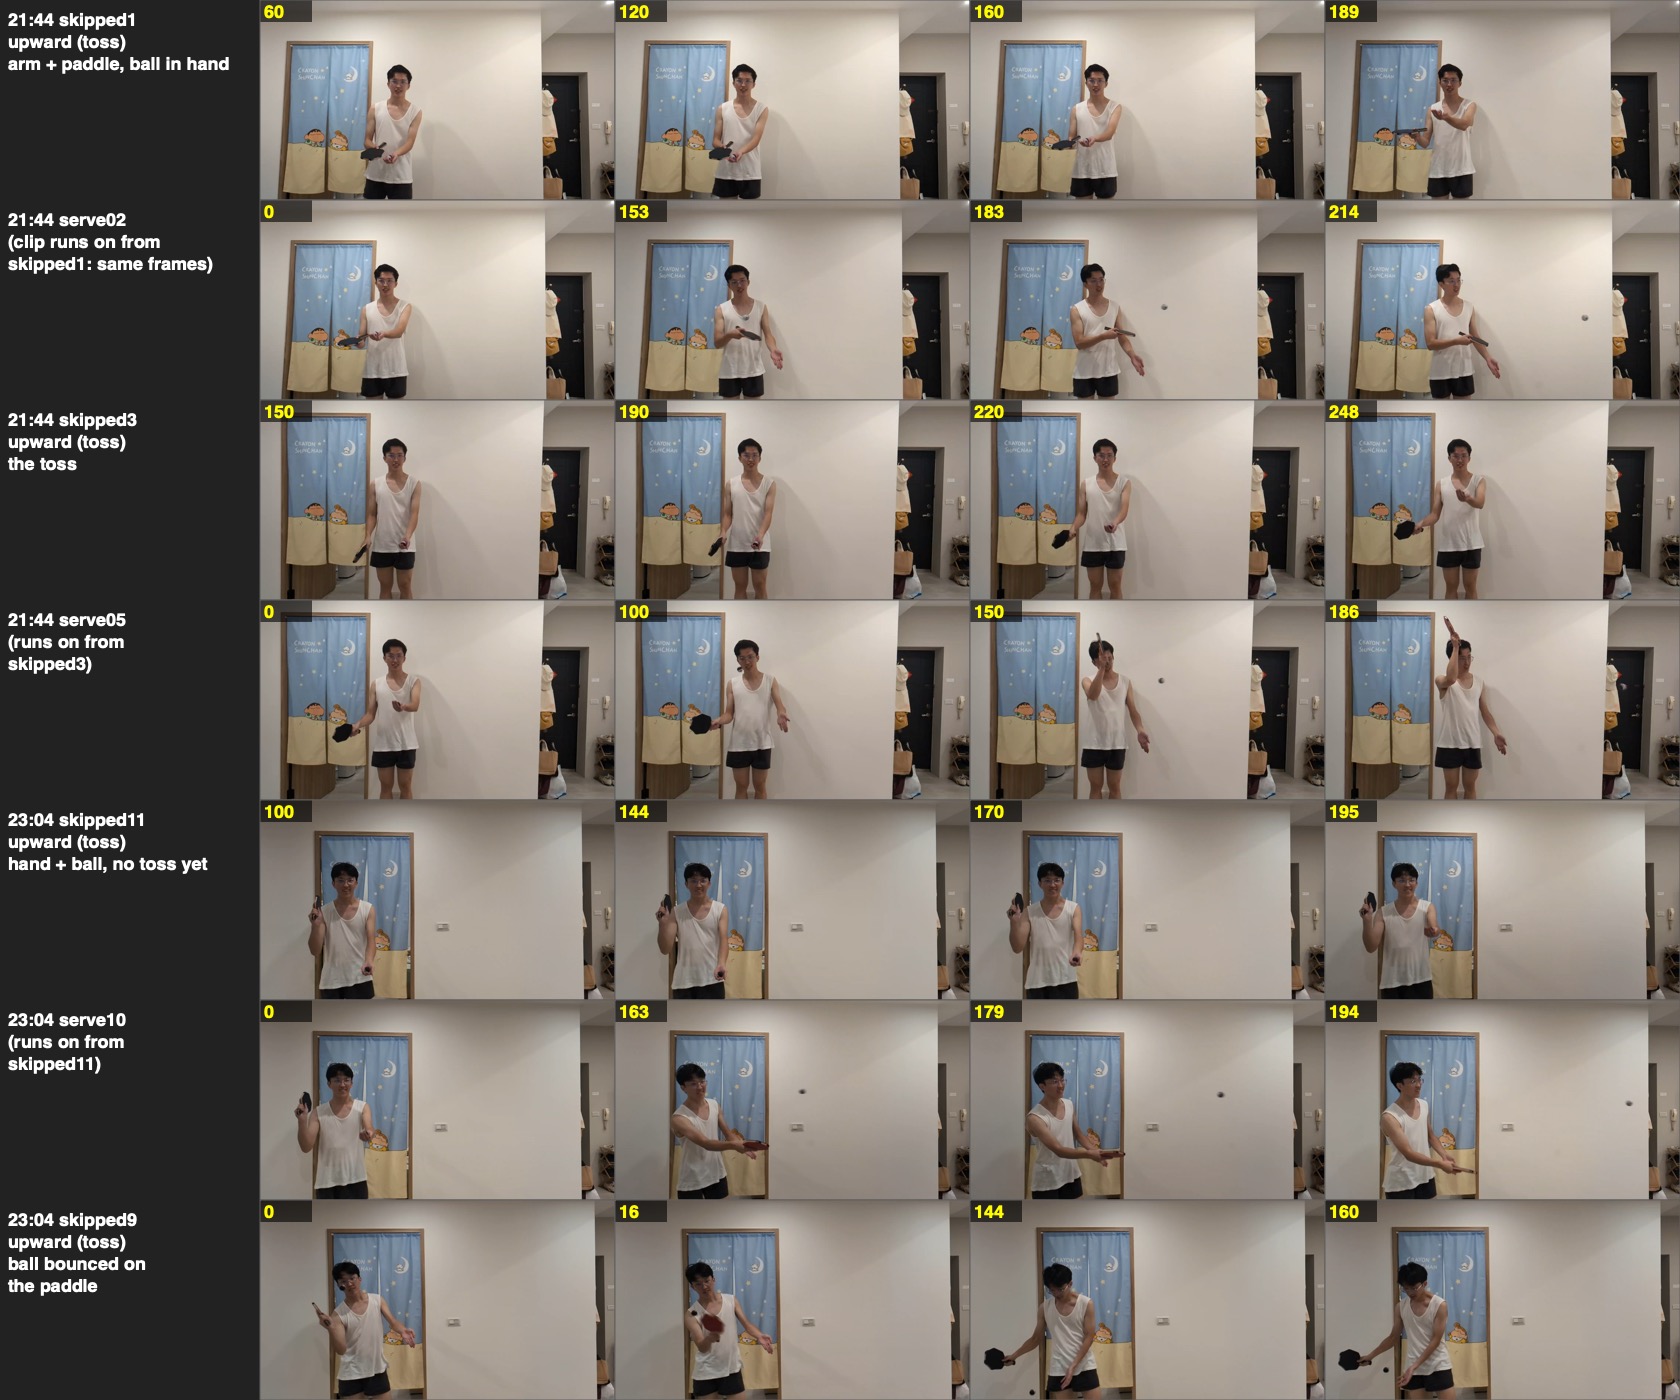 21:44 skipped1
upward (toss)
arm + paddle, ball in hand
60
120
160
189
21:44 serve02
(clip runs on from
skipped1: same frames)
0
153
183
214
21:44 skipped3
upward (toss)
the toss
150
190
220
248
21:44 serve05
(runs on from
skipped3)
0
100
150
186
23:04 skipped11
upward (toss)
hand + ball, no toss yet
100
144
170
195
23:04 serve10
(runs on from
skipped11)
0
163
179
194
23:04 skipped9
upward (toss)
ball bounced on
the paddle
0
16
144
160